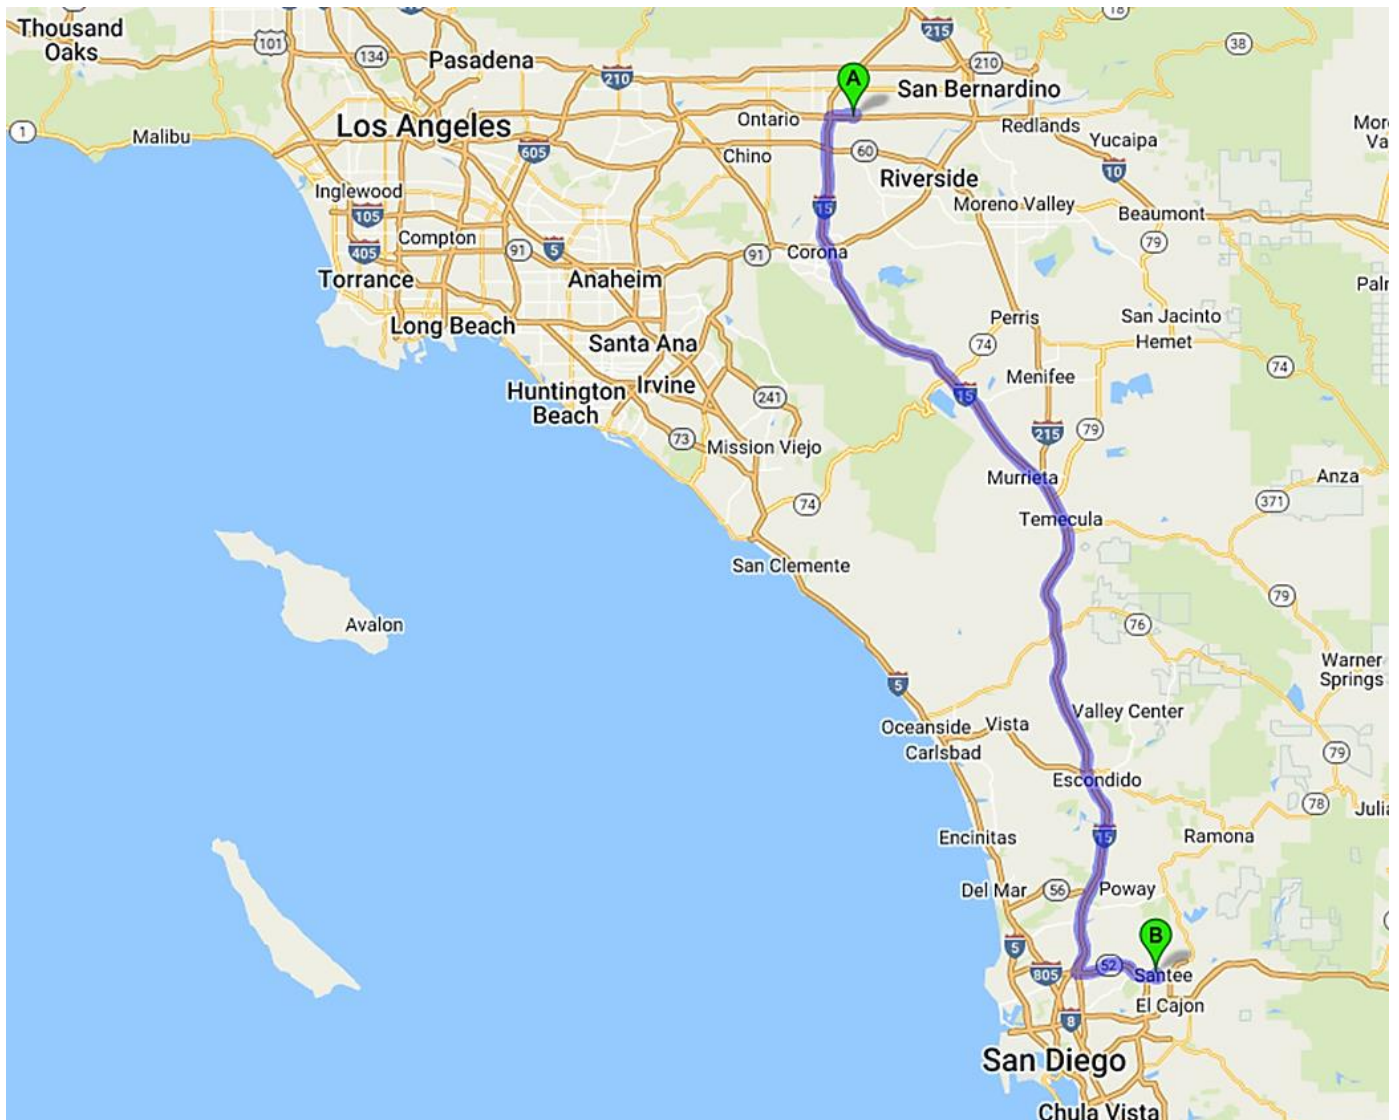 18
Thousand
Oaks
101
134
Pasadena
210
215
210
38
A
San Bernardino
1
Malibu
Los Angeles
605
Ontario
Redlands
Yucaipa
Chino
60
10
Riverside
Inglewood
105
15
Moreno Valley
Beaumont
Compton
405
91
5
91
Corona
79
Torrance
Anaheim
Long Beach
Perris
San Jacinto
Santa Ana
74
Hemet
Huntington
Beach
Irvine
241
15
Menifee
74
73
Mission Viejo
215
79
Murrieta
Anza
74
371
Temecula
San Clemente
79
Avalon
76
Warner
Springs
5
Valley Center
Oceanside
Vista
Carlsbad
79
Escondido
78
Encinitas
15
Ramona
Del Mar
56
Poway
B
5
805
52
Santee
El Cajon
8
San Diego
Chula Vista